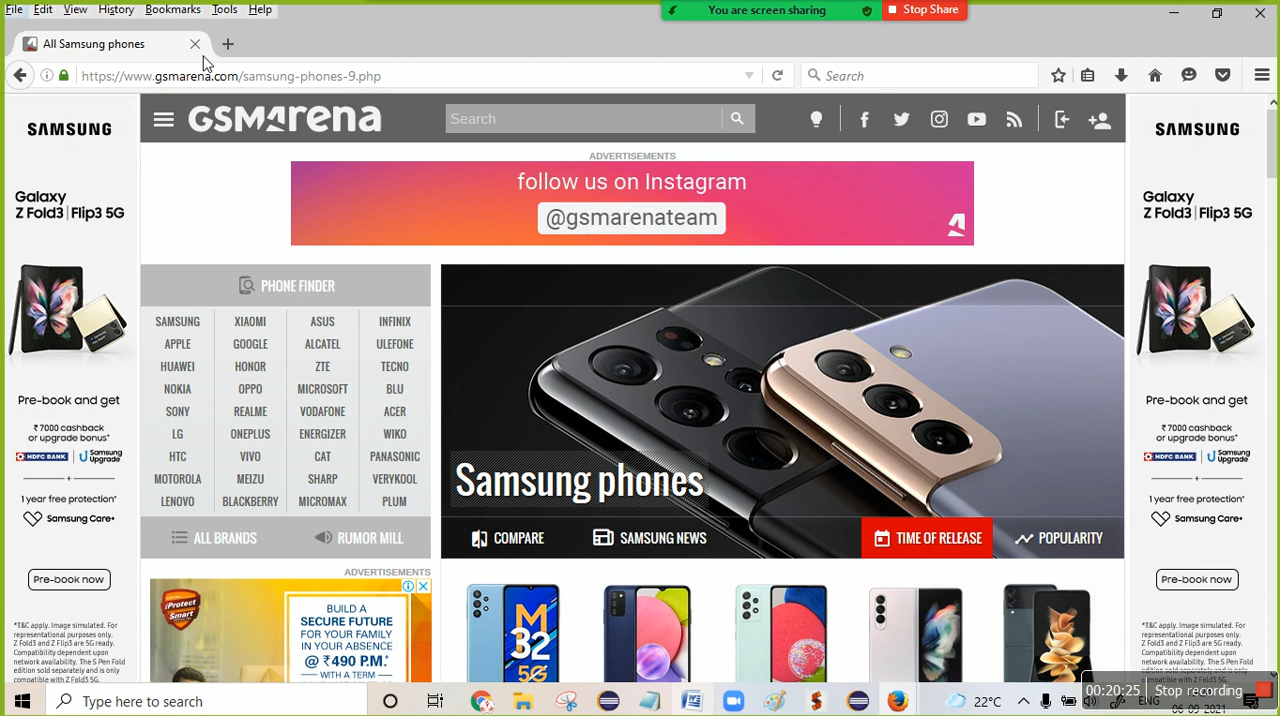 File Edit View History Bookmarks Tools Help
You are screen sharing
Stop Share
All Samsung phones
https://www.gsmarena.com/samsung-phones-9.php
Search
GSMArena
Search
ADVERTISEMENTS
follow us on Instagram
@gsmarenateam
SAMSUNG
Galaxy
Z Fold3 | Flip3 5G
Pre-book and get
₹ 7000 cashback
or upgrade bonus*
HDFC BANK | Samsung Upgrade
+
1 year free protection*
Samsung Care+
Pre-book now
*T&C apply. Image simulated. For
representational purposes only.
Z Fold3 and Z Flip3 are 5G ready.
Compatibility dependent upon
network availability. The S Pen Fold
edition sold separately and is only
compatible with Z Fold3 5G
PHONE FINDER
SAMSUNG XIAOMI ASUS INFINIX
APPLE GOOGLE ALCATEL ULEFONE
HUAWEI HONOR ZTE TECNO
NOKIA OPPO MICROSOFT BLU
SONY REALME VODAFONE ACER
LG ONEPLUS ENERGIZER WIKO
HTC VIVO CAT PANASONIC
MOTOROLA MEIZU SHARP VERYKOOL
LENOVO BLACKBERRY MICROMAX PLUM
ALL BRANDS RUMOR MILL
Samsung phones
COMPARE SAMSUNG NEWS TIME OF RELEASE POPULARITY
ADVERTISEMENTS
iProtect
Smart
BUILD A
SECURE FUTURE
FOR YOUR FAMILY
IN YOUR ABSENCE
@ ₹490 P.M.*
WITH A TERM
M
32
5G
SAMSUNG
Galaxy
Z Fold3 | Flip3 5G
Pre-book and get
₹ 7000 cashback
or upgrade bonus*
HDFC BANK | Samsung Upgrade
+
1 year free protection*
Samsung Care+
Pre-book now
*T&C apply. Image simulated. For
representational purposes only.
Z Fold3 and Z Flip3 are 5G ready.
Compatibility dependent upon
network availability. The S Pen Fold
edition sold separately and is only
00:20:25 Stop recording
Type here to search
22°C
ENG
06-09-2021